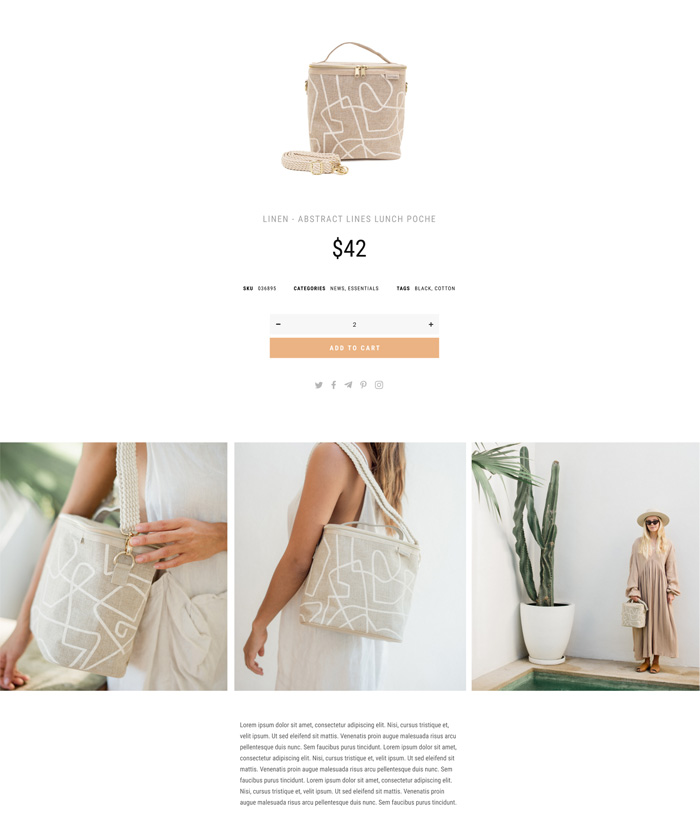 LINEN - ABSTRACT LINES LUNCH POCHE
$42
SKU 036895 CATEGORIES NEWS, ESSENTIALS TAGS BLACK, COTTON
- 2 +
ADD TO CART
Lorem ipsum dolor sit amet, consectetur adipiscing elit. Nisi, cursus tristique et,
velit ipsum. Ut sed eleifend sit mattis. Venenatis proin augue malesuada risus arcu
pellentesque duis nunc. Sem faucibus purus tincidunt. Lorem ipsum dolor sit amet,
consectetur adipiscing elit. Nisi, cursus tristique et, velit ipsum. Ut sed eleifend sit
mattis. Venenatis proin augue malesuada risus arcu pellentesque duis nunc. Sem
faucibus purus tincidunt. Lorem ipsum dolor sit amet, consectetur adipiscing elit.
Nisi, cursus tristique et, velit ipsum. Ut sed eleifend sit mattis. Venenatis proin
augue malesuada risus arcu pellentesque duis nunc. Sem faucibus purus tincidunt.